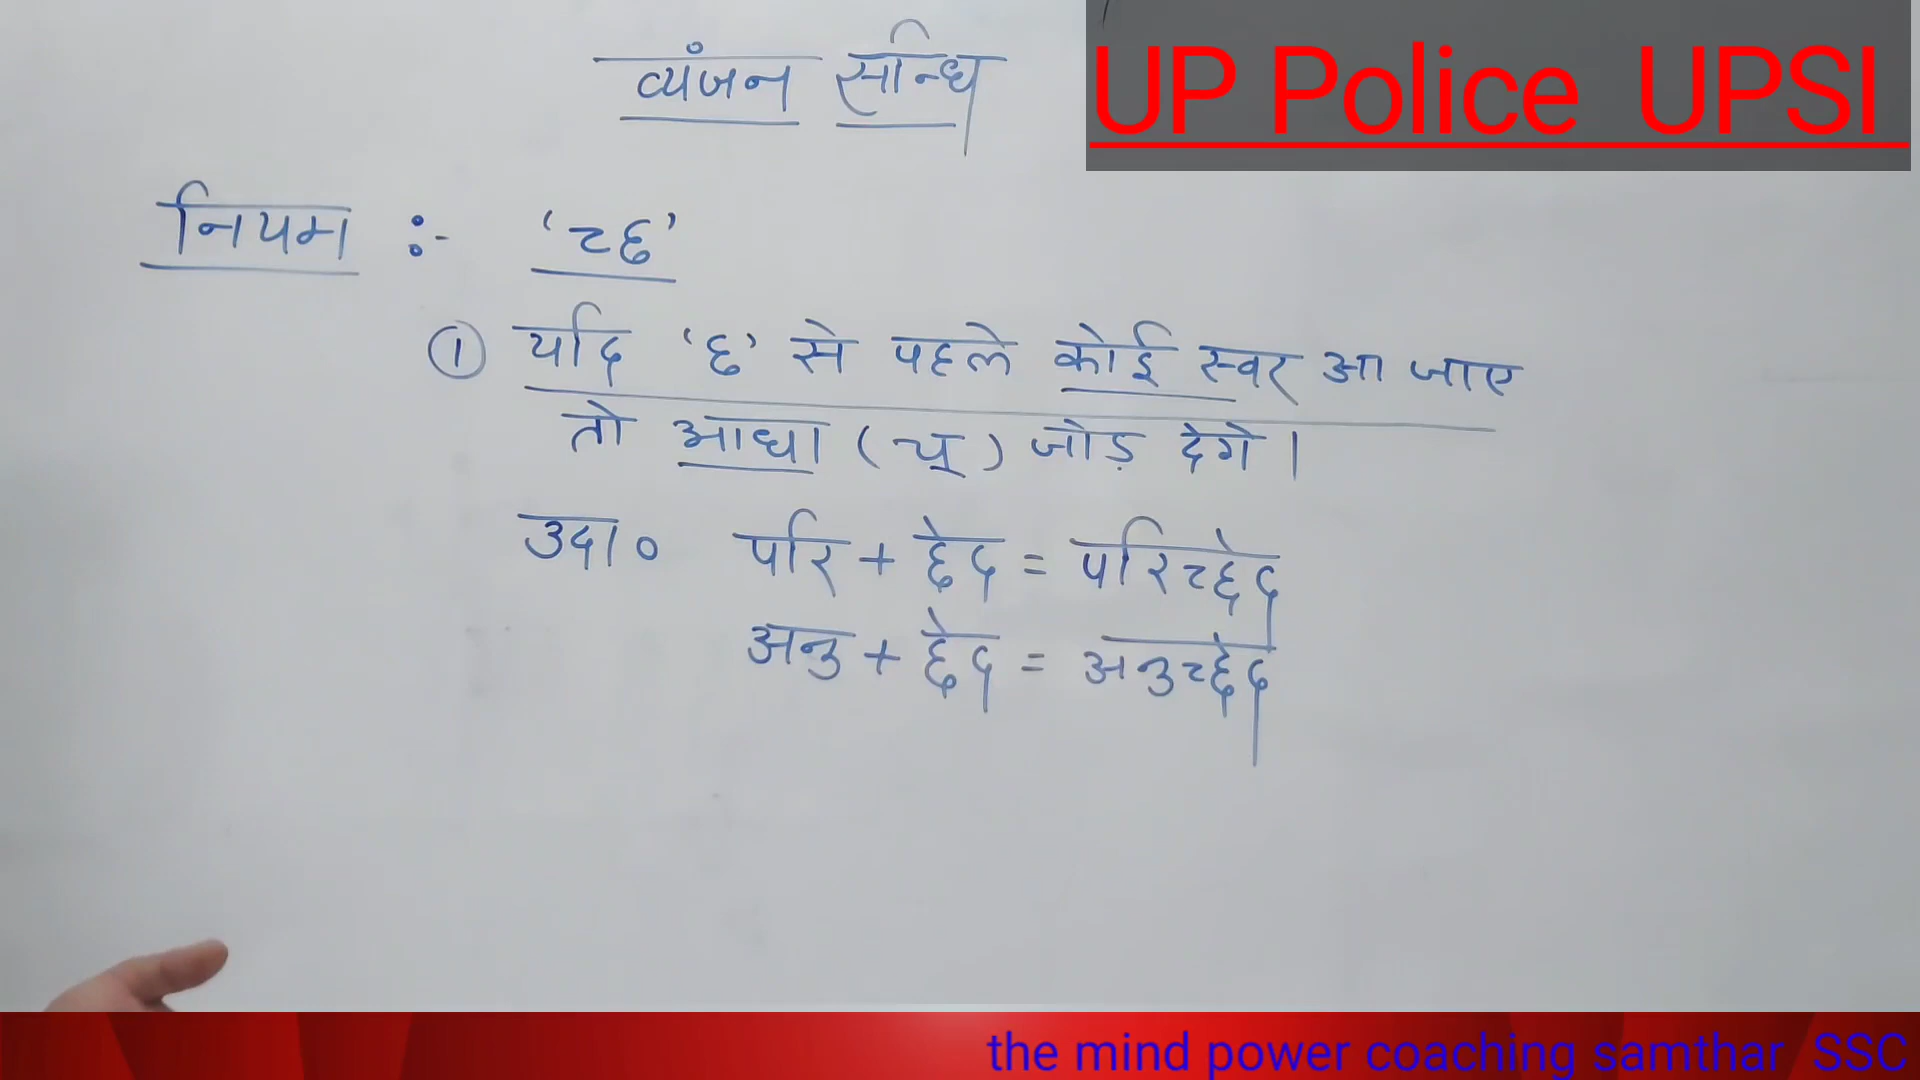 व्यंजन सन्धि
UP Police UPSI
नियम :- 'च्छ'
① यदि 'छ' से पहले कोई स्वर आ जाए
तो आधा (च्) जोड़ देगे।
उदा० परि + छेद = परिच्छेद
अनु + छेद = अनुच्छेद
the mind power coaching samthar SSC